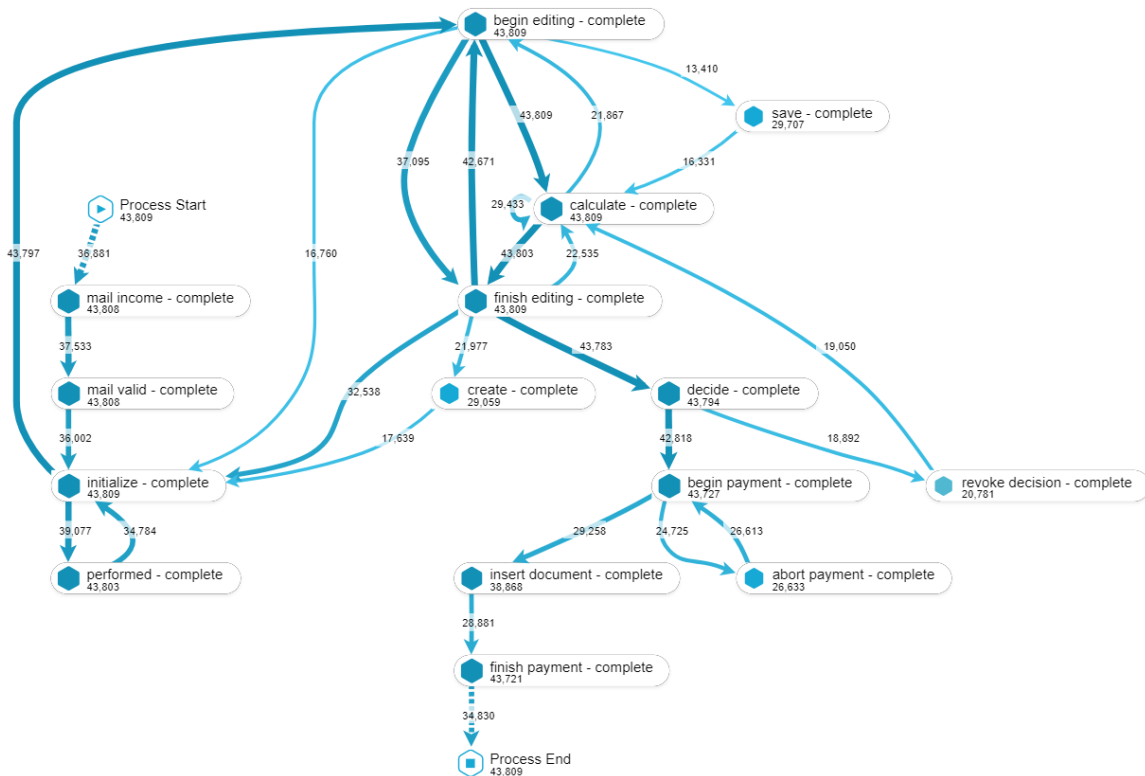 begin editing - complete
43,809
13,410
save - complete
29,707
43,809
21,867
37,095
42,671
16,331
Process Start
43,809
29,433
calculate - complete
43,809
43,797
36,881
16,760
43,803
22,535
mail income - complete
43,808
finish editing - complete
43,809
37,533
21,977
43,783
19,050
mail valid - complete
43,808
32,538
create - complete
29,059
decide - complete
43,794
36,002
17,639
42,818
18,892
initialize - complete
43,809
begin payment - complete
43,727
revoke decision - complete
20,781
39,077
34,784
29,258
24,725
26,613
performed - complete
43,803
insert document - complete
38,868
abort payment - complete
26,633
28,881
finish payment - complete
43,721
34,830
Process End
43,809